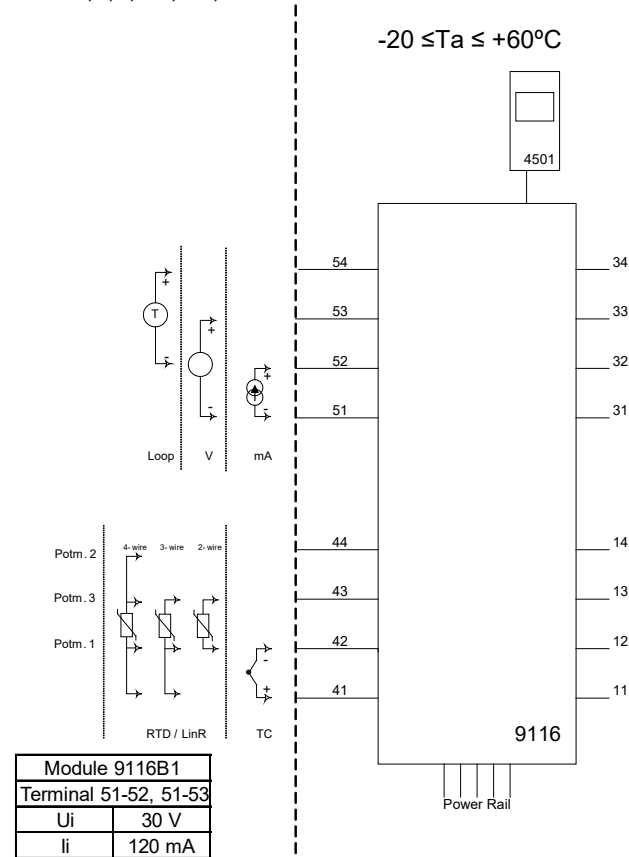 -20 ≤Ta ≤ +60ºC
4501
54
34
+
T
53
33
+
-
52
32
+
-
51
31
-
Loop
V
mA
44
14
Potm. 2
4-wire
3-wire
2-wire
43
13
Potm. 3
42
12
Potm. 1
-
+
41
11
RTD / LinR
TC
9116
Power Rail
Module 9116B1
Terminal 51-52, 51-53
Ui 30 V
Ii 120 mA